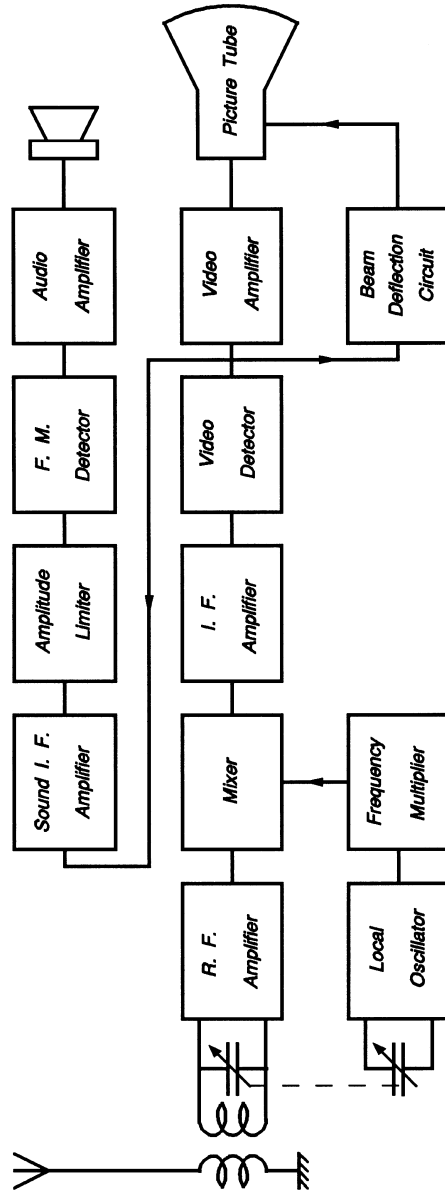 Sound I. F.
Amplifier
Amplitude
Limiter
F. M.
Detector
Audio
Amplifier
R. F.
Amplifier
Mixer
I. F.
Amplifier
Video
Detector
Video
Amplifier
Picture Tube
Local
Oscillator
Frequency
Multiplier
Beam
Deflection
Circuit